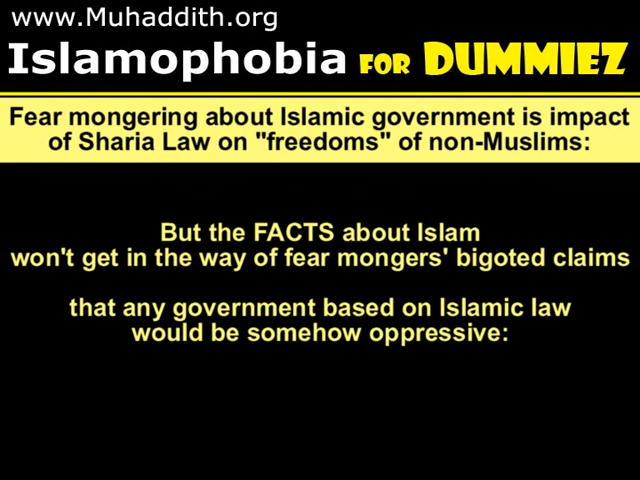 www.Muhaddith.org
Islamophobia FOR DUMMIEZ
Fear mongering about Islamic government is impact
of Sharia Law on "freedoms" of non-Muslims:
But the FACTS about Islam
won't get in the way of fear mongers' bigoted claims
that any government based on Islamic law
would be somehow oppressive: